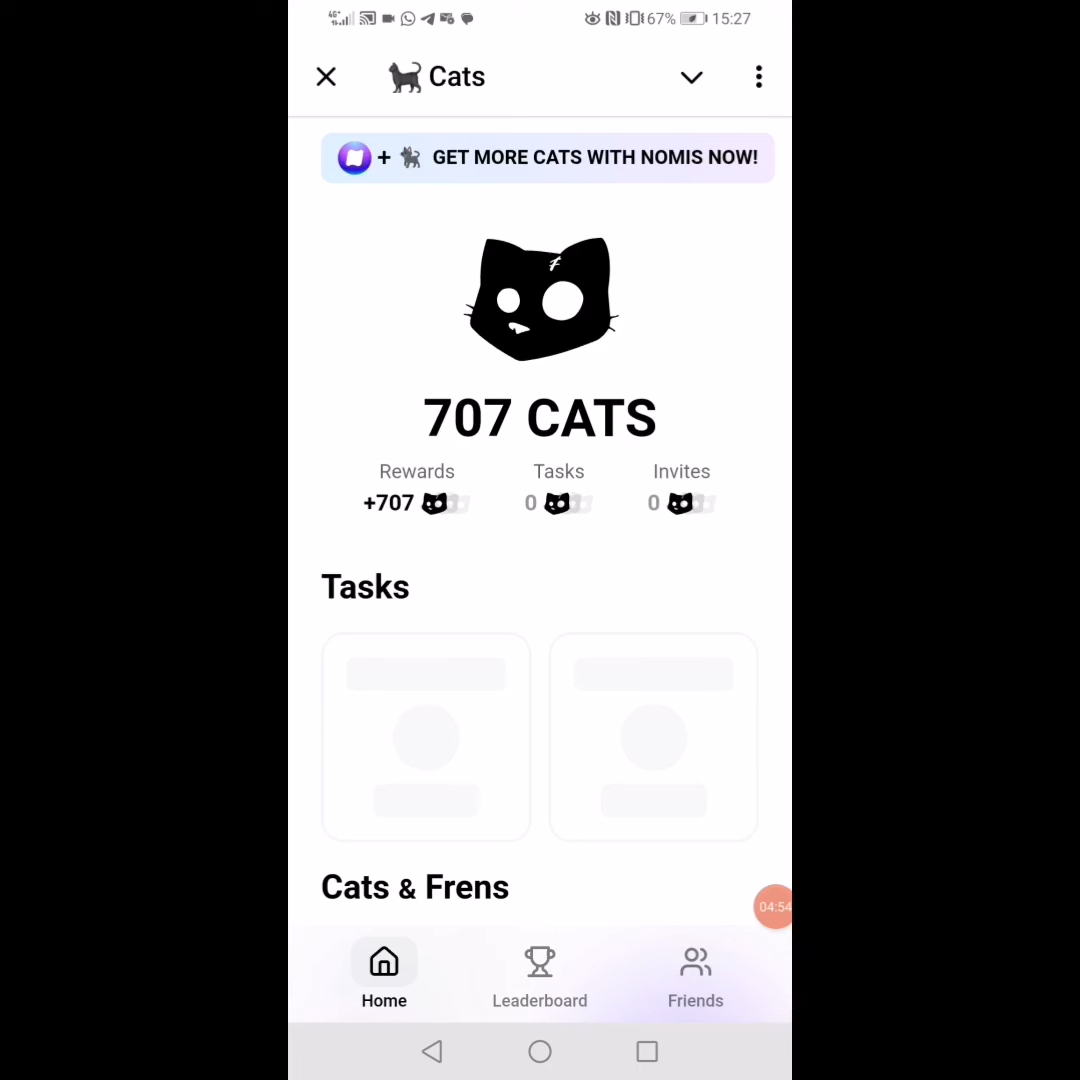 4G+ 67% 15:27
Cats
+ GET MORE CATS WITH NOMIS NOW!
707 CATS
Rewards Tasks Invites
+707 0 0
Tasks
Cats & Frens
04:54
Home Leaderboard Friends